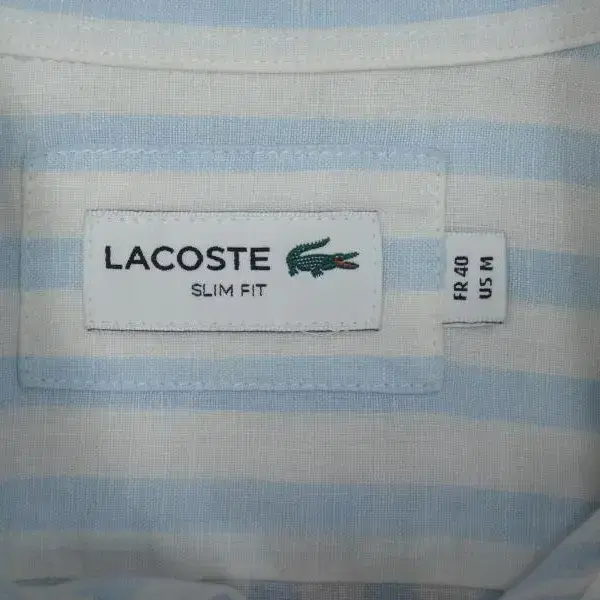 LACOSTE
SLIM FIT
FR 40
US M